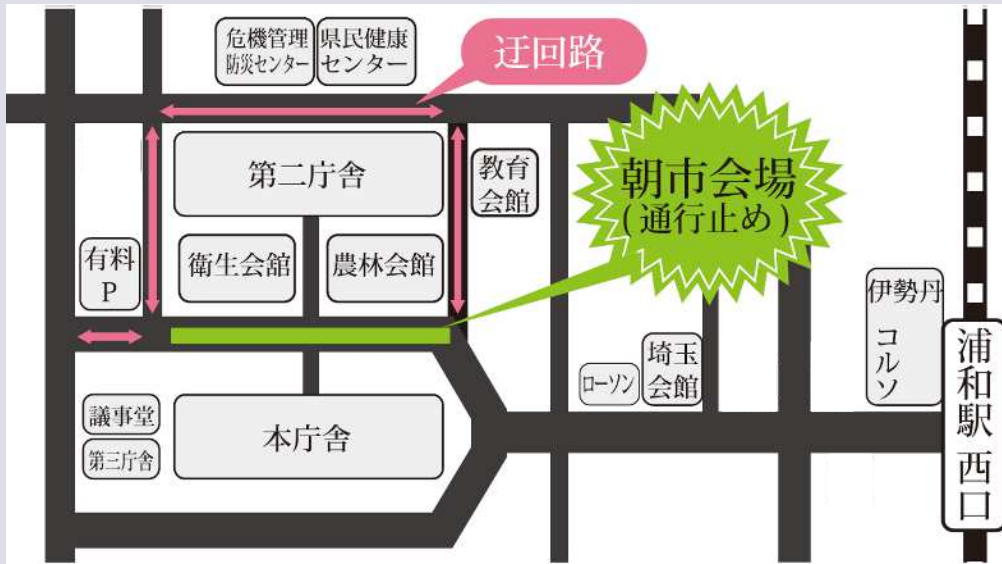 危機管理
防災センター
県民健康
センター
迂回路
第二庁舎
教育
会館
朝市会場
(通行止め)
有料
P
衛生会舘
農林会館
伊勢丹
コルソ
ローソン
埼玉
会館
浦和駅 西口
議事堂
第三庁舎
本庁舎